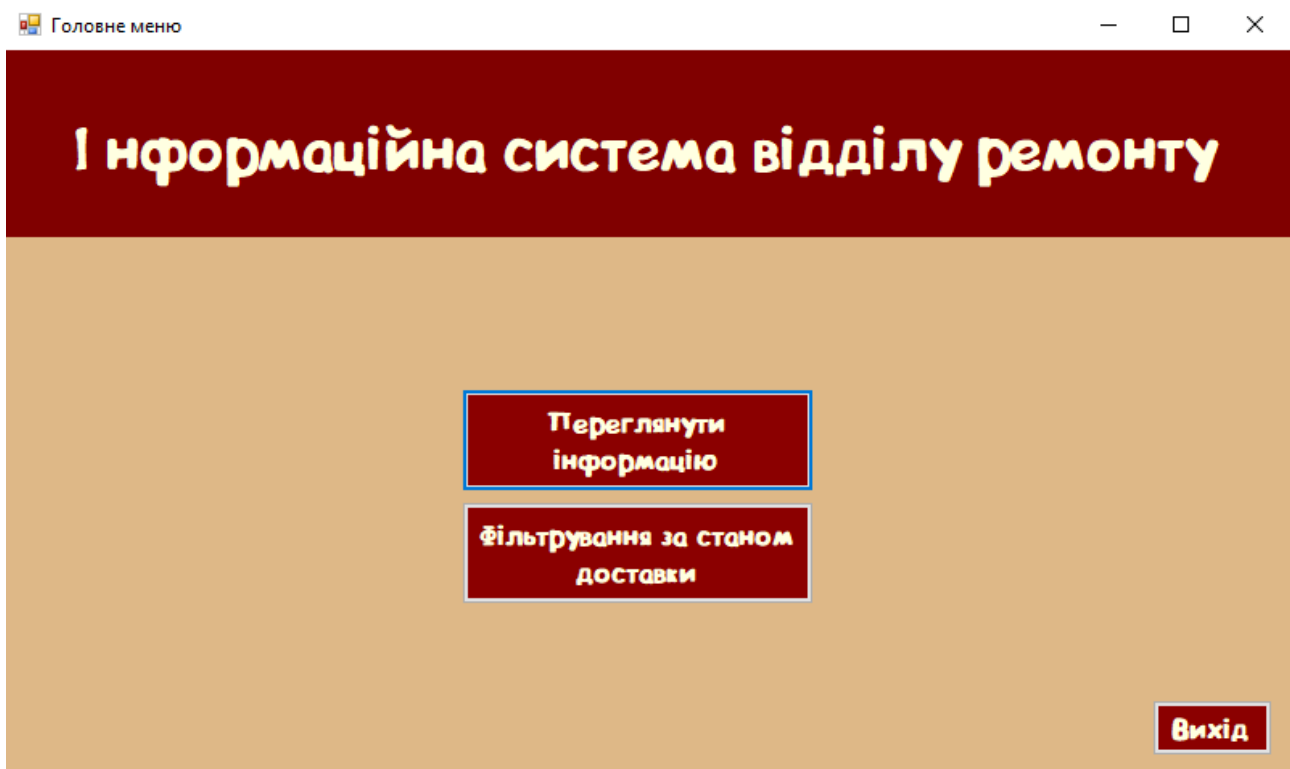 Головне меню
Інформаційна система відділу ремонту
Переглянути
інформацію
Фільтрування за станом
доставки
Вихід